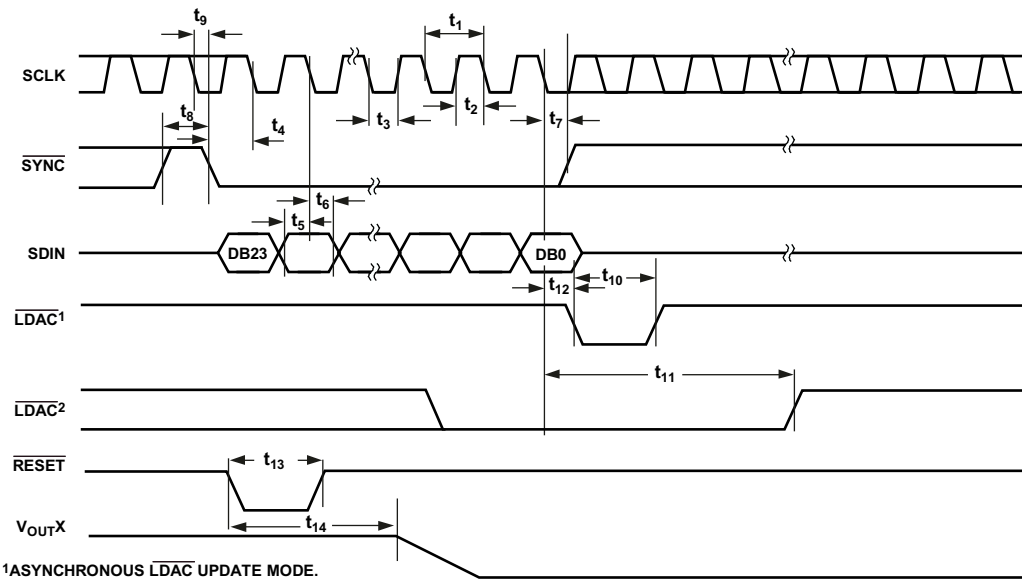 t9
t1
SCLK
t2
t3
t8
t4
t7
SYNC
t6
t5
SDIN
DB23
DB0
t10
t12
LDAC1
t11
LDAC2
RESET
t13
t14
VOUTX
1ASYNCHRONOUS LDAC UPDATE MODE.